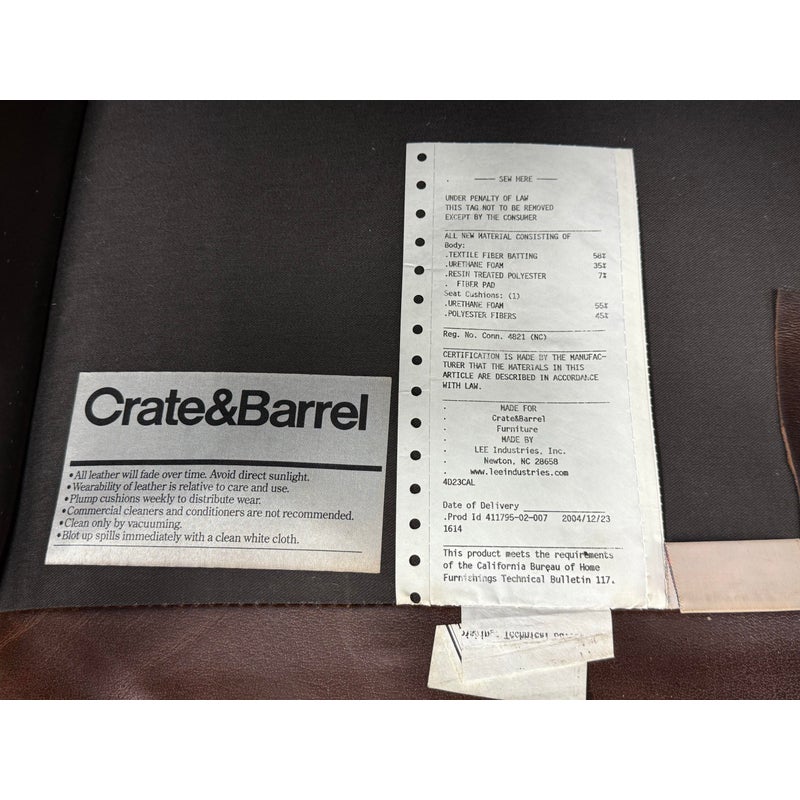 Crate&Barrel
• All leather will fade over time. Avoid direct sunlight.
• Wearability of leather is relative to care and use.
• Plump cushions weekly to distribute wear.
• Commercial cleaners and conditioners are not recommended.
• Clean only by vacuuming.
• Blot up spills immediately with a clean white cloth.
SEW HERE
UNDER PENALTY OF LAW
THIS TAG NOT TO BE REMOVED
EXCEPT BY THE CONSUMER
ALL NEW MATERIAL CONSISTING OF
Body:
.TEXTILE FIBER BATTING 58%
.URETHANE FOAM 35%
.RESIN TREATED POLYESTER 7%
. FIBER PAD
Seat Cushions: (1)
.URETHANE FOAM 55%
.POLYESTER FIBERS 45%
Reg. No. Conn. 4821 (NC)
CERTIFICATION IS MADE BY THE MANUFAC-
TURER THAT THE MATERIALS IN THIS
ARTICLE ARE DESCRIBED IN ACCORDANCE
WITH LAW.
. MADE FOR
. Crate&Barrel
. Furniture
. MADE BY
. LEE Industries, Inc.
. Newton, NC 28658
. www.leeindustries.com
4D23CAL
Date of Delivery
.Prod Id 411795-02-007 2004/12/23
1614
This product meets the requirements
of the California Bureau of Home
Furnishings Technical Bulletin 117.
Technical